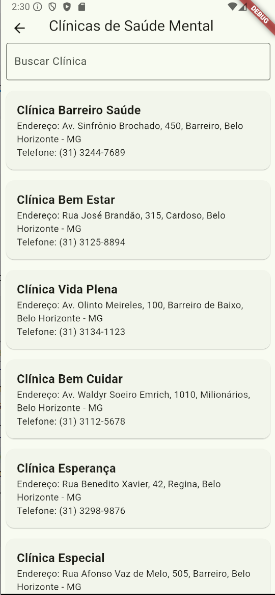 2:30
DEBUG
Clínicas de Saúde Mental
Buscar Clínica
Clínica Barreiro Saúde
Endereço: Av. Sinfrônio Brochado, 450, Barreiro, Belo
Horizonte - MG
Telefone: (31) 3244-7689
Clínica Bem Estar
Endereço: Rua José Brandão, 315, Cardoso, Belo
Horizonte - MG
Telefone: (31) 3125-8894
Clínica Vida Plena
Endereço: Av. Olinto Meireles, 100, Barreiro de Baixo,
Belo Horizonte - MG
Telefone: (31) 3134-1123
Clínica Bem Cuidar
Endereço: Av. Waldyr Soeiro Emrich, 1010, Milionários,
Belo Horizonte - MG
Telefone: (31) 3112-5678
Clínica Esperança
Endereço: Rua Benedito Xavier, 42, Regina, Belo
Horizonte - MG
Telefone: (31) 3298-9876
Clínica Especial
Endereço: Rua Afonso Vaz de Melo, 505, Barreiro, Belo
Horizonte - MG